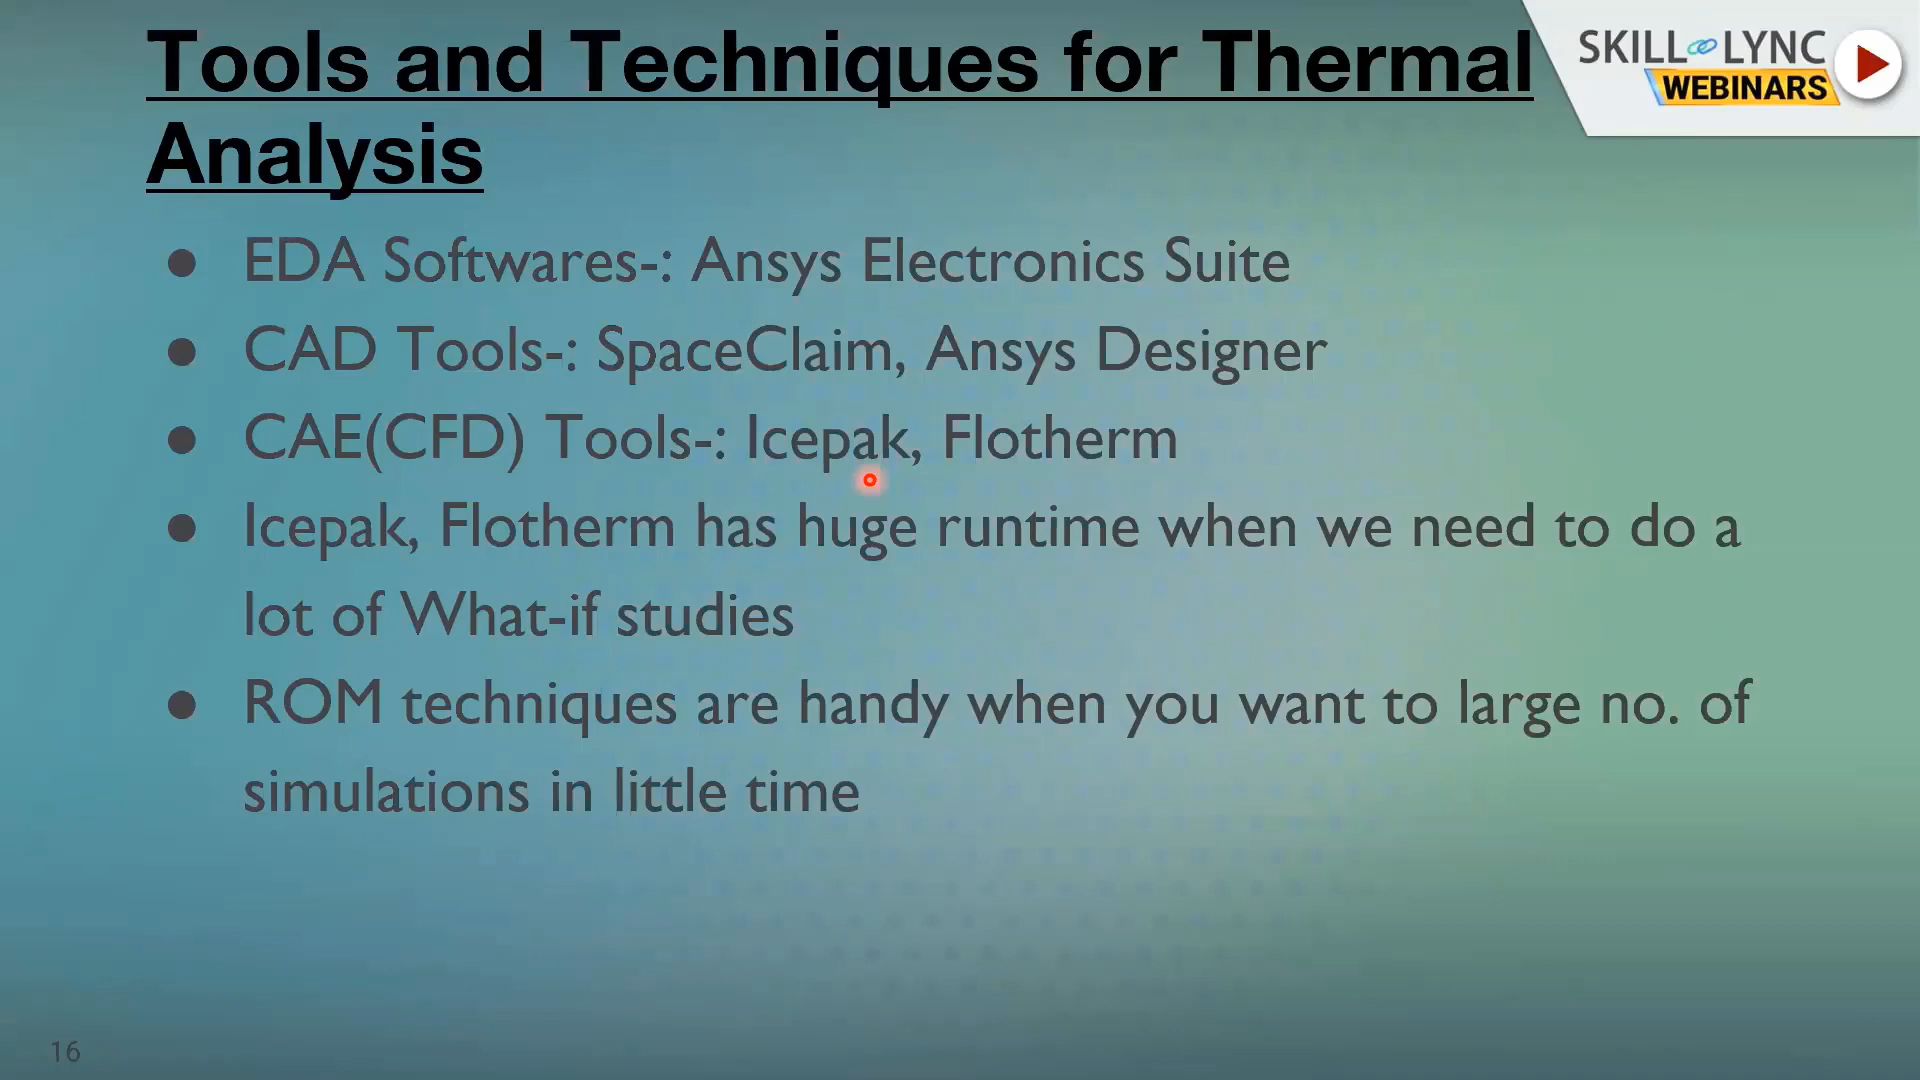 Tools and Techniques for Thermal
Analysis
SKILL LYNC
WEBINARS
● EDA Softwares-: Ansys Electronics Suite
● CAD Tools-: SpaceClaim, Ansys Designer
● CAE(CFD) Tools-: Icepak, Flotherm
● Icepak, Flotherm has huge runtime when we need to do a
lot of What-if studies
● ROM techniques are handy when you want to large no. of
simulations in little time
16